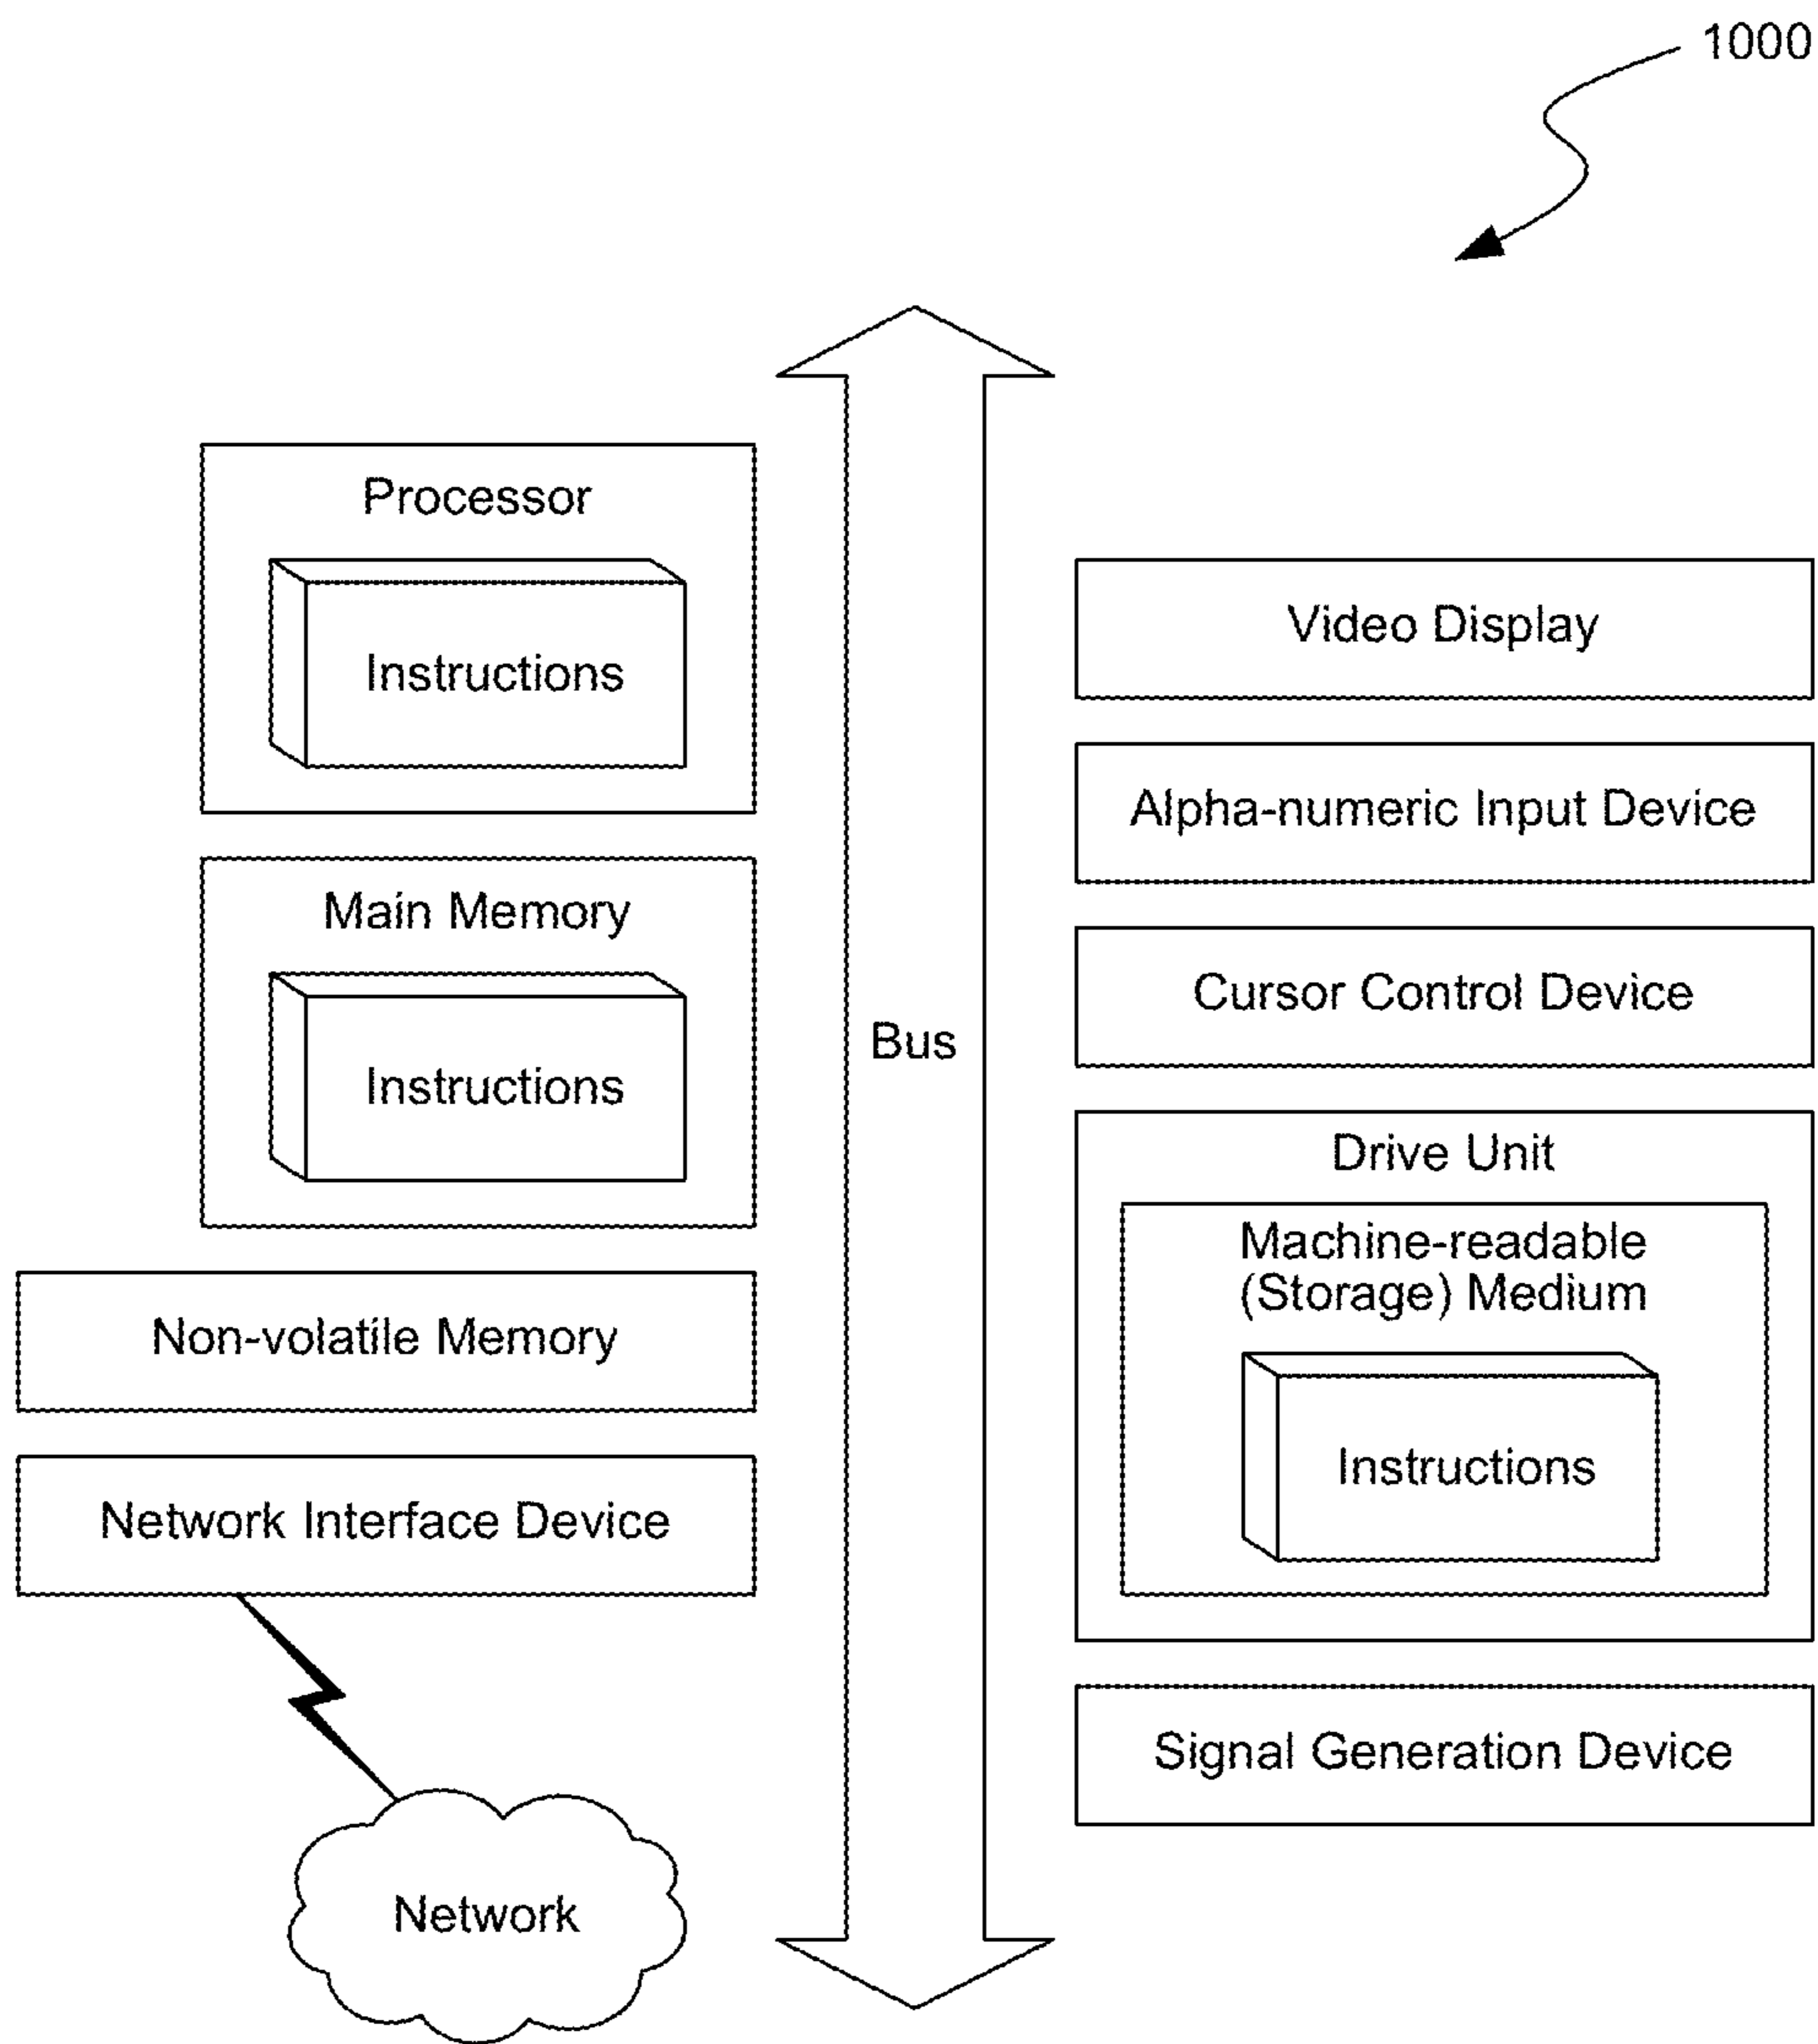 1000
Processor
Instructions
Main Memory
Instructions
Non-volatile Memory
Network Interface Device
Network
Bus
Video Display
Alpha-numeric Input Device
Cursor Control Device
Drive Unit
Machine-readable
(Storage) Medium
Instructions
Signal Generation Device